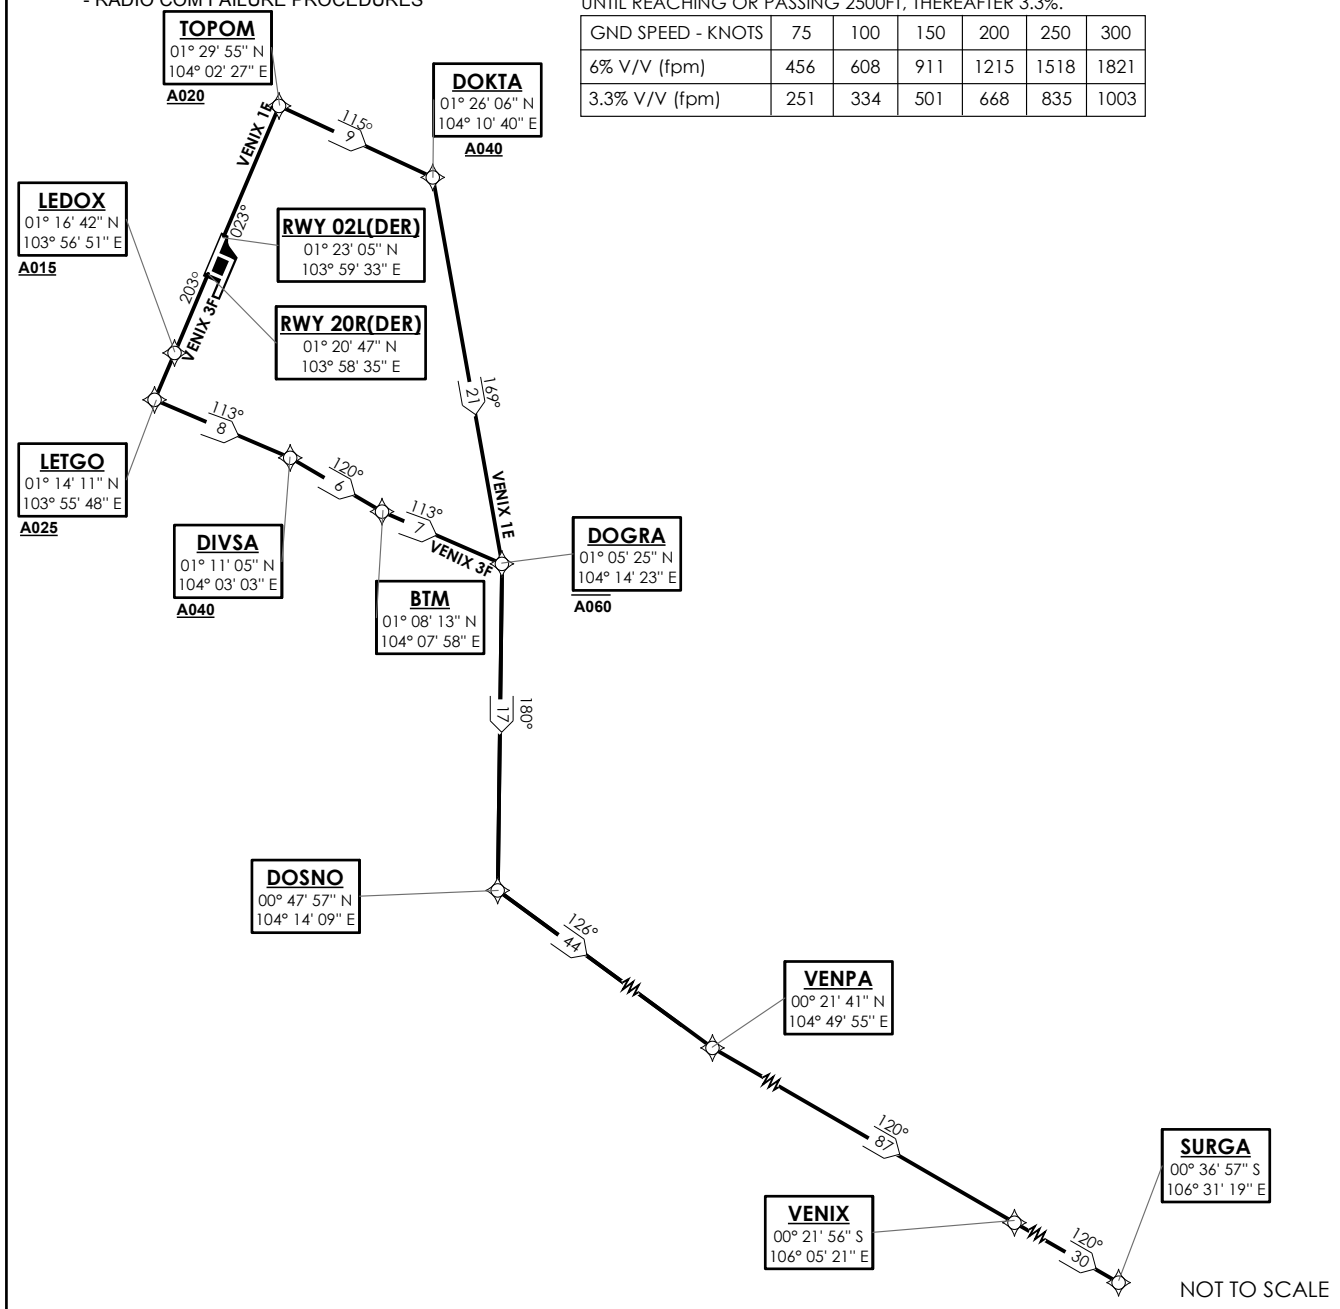 - RADIO COM FAILURE PROCEDURES
UNTIL REACHING OR PASSING 2500FT, THEREAFTER 3.3%.
GND SPEED - KNOTS 75 100 150 200 250 300
6% V/V (fpm) 456 608 911 1215 1518 1821
3.3% V/V (fpm) 251 334 501 668 835 1003
TOPOM
01° 29' 55" N
104° 02' 27" E
A020
DOKTA
01° 26' 06" N
104° 10' 40" E
A040
115°
9
VENIX 1E
LEDOX
01° 16' 42" N
103° 56' 51" E
A015
023°
RWY 02L(DER)
01° 23' 05" N
103° 59' 33" E
203°
VENIX 3F
RWY 20R(DER)
01° 20' 47" N
103° 58' 35" E
169°
21
113°
8
LETGO
01° 14' 11" N
103° 55' 48" E
A025
120°
6
VENIX 1E
113°
7
VENIX 3F
DIVSA
01° 11' 05" N
104° 03' 03" E
A040
BTM
01° 08' 13" N
104° 07' 58" E
DOGRA
01° 05' 25" N
104° 14' 23" E
A060
180°
17
DOSNO
00° 47' 57" N
104° 14' 09" E
126°
44
VENPA
00° 21' 41" N
104° 49' 55" E
120°
87
SURGA
00° 36' 57" S
106° 31' 19" E
VENIX
00° 21' 56" S
106° 05' 21" E
120°
30
NOT TO SCALE